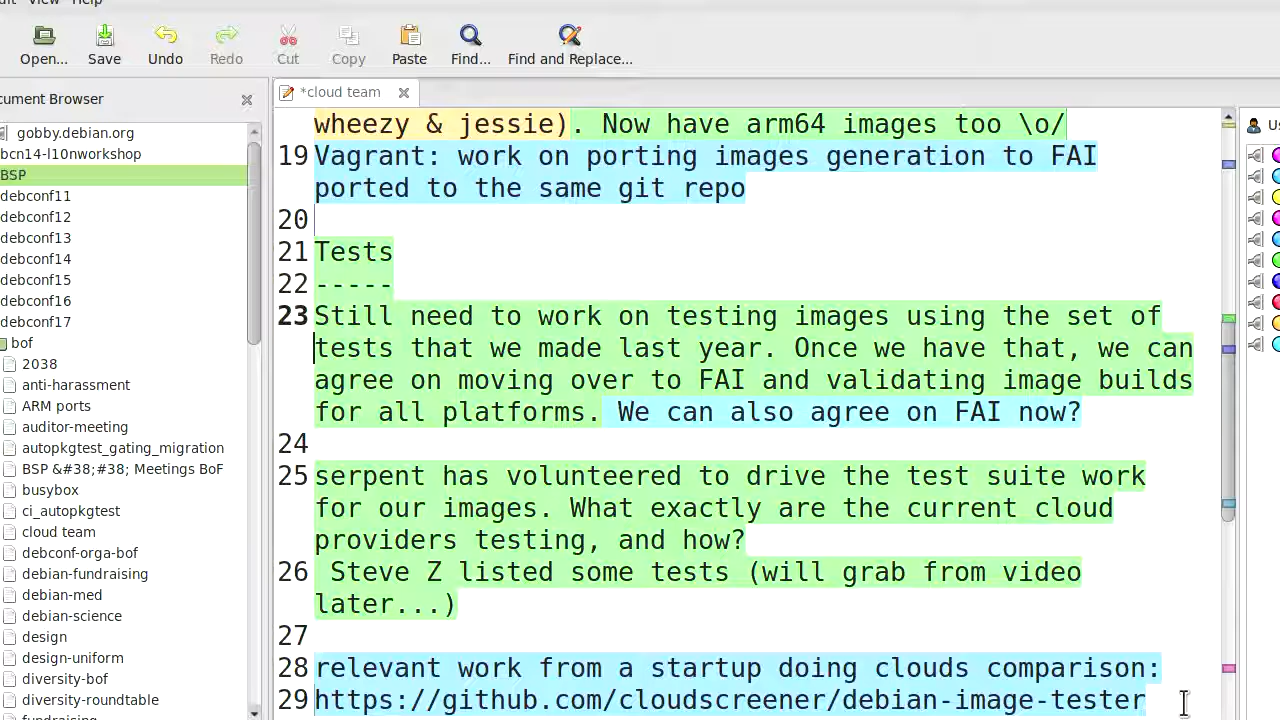 View Help
Open... Save Undo Redo Cut Copy Paste Find... Find and Replace...
cument Browser
*cloud team
gobby.debian.org
bcn14-l10nworkshop
BSP
debconf11
debconf12
debconf13
debconf14
debconf15
debconf16
debconf17
bof
2038
anti-harassment
ARM ports
auditor-meeting
autopkgtest_gating_migration
BSP &#38;#38; Meetings BoF
busybox
ci_autopkgtest
cloud team
debconf-orga-bof
debian-fundraising
debian-med
debian-science
design
design-uniform
diversity-bof
diversity-roundtable
fundraising
wheezy & jessie). Now have arm64 images too \o/
19 Vagrant: work on porting images generation to FAI
ported to the same git repo
20
21 Tests
22 -----
23 Still need to work on testing images using the set of
tests that we made last year. Once we have that, we can
agree on moving over to FAI and validating image builds
for all platforms. We can also agree on FAI now?
24
25 serpent has volunteered to drive the test suite work
for our images. What exactly are the current cloud
providers testing, and how?
26 Steve Z listed some tests (will grab from video
later...)
27
28 relevant work from a startup doing clouds comparison:
29 https://github.com/cloudscreener/debian-image-tester
Us